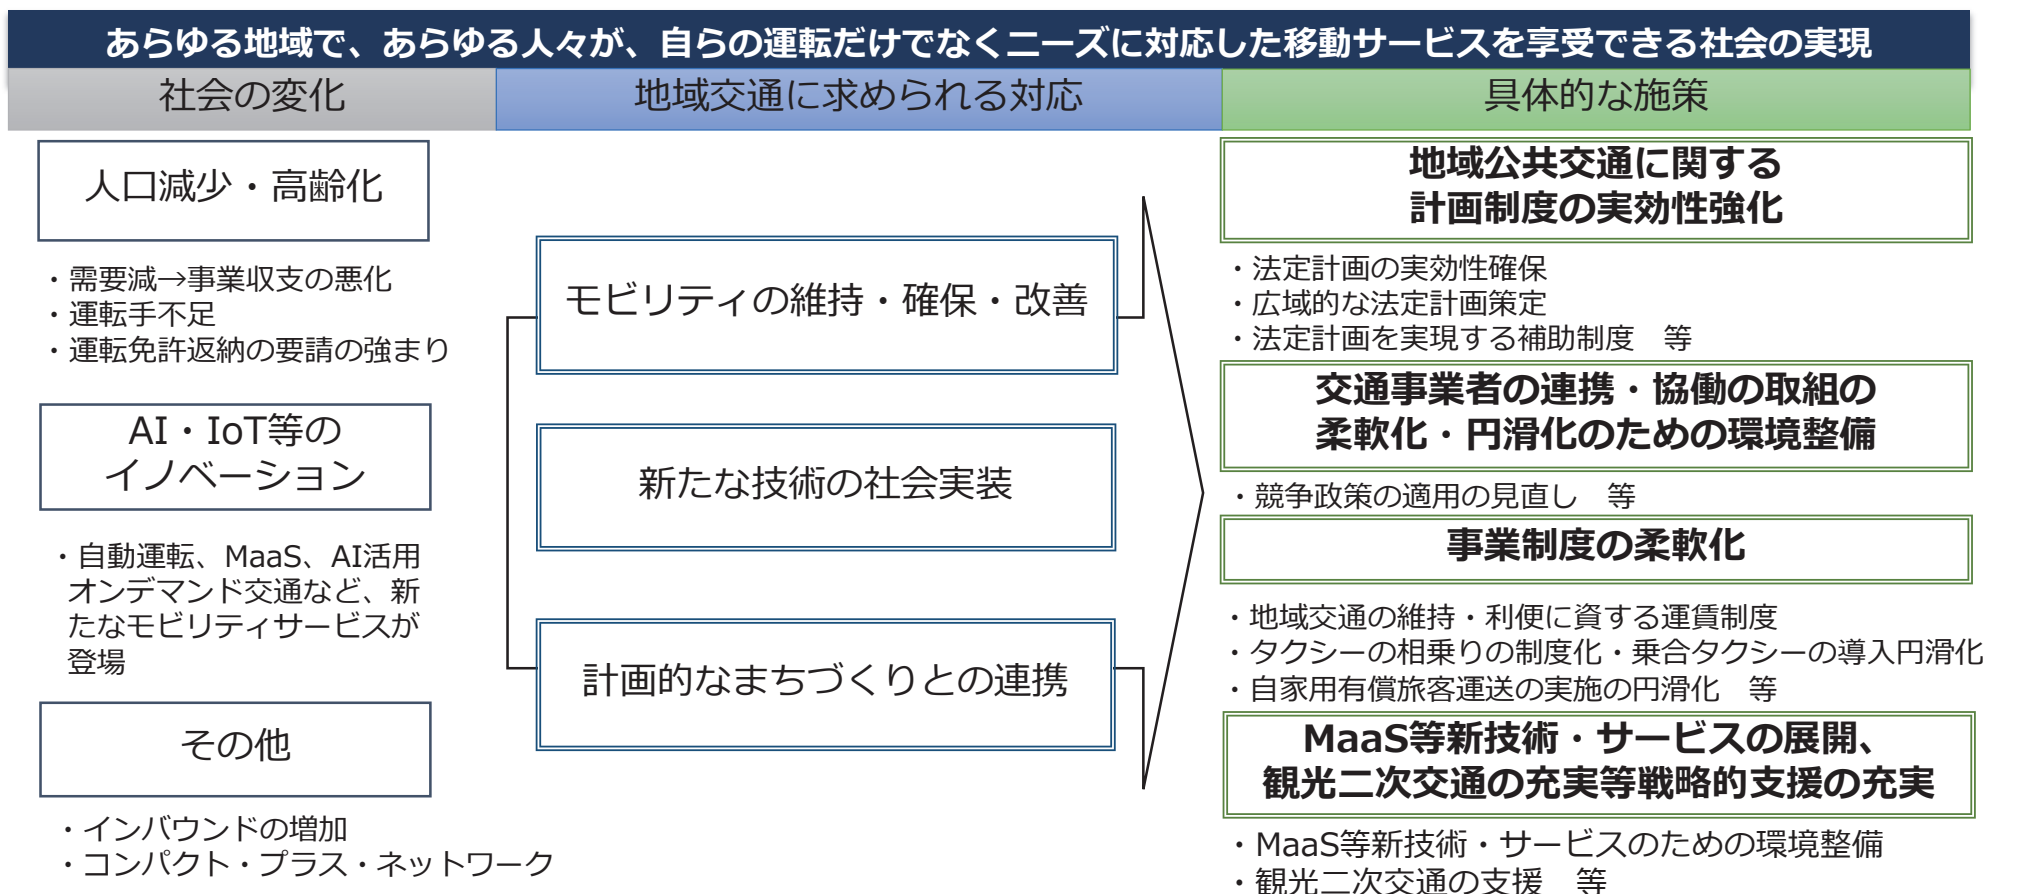 あらゆる地域で、あらゆる人々が、自らの運転だけでなくニーズに対応した移動サービスを享受できる社会の実現
社会の変化
地域交通に求められる対応
具体的な施策
人口減少・高齢化
・需要減→事業収支の悪化
・運転手不足
・運転免許返納の要請の強まり
AI・IoT等の
イノベーション
・自動運転、MaaS、AI活用
オンデマンド交通など、新
たなモビリティサービスが
登場
その他
・インバウンドの増加
・コンパクト・プラス・ネットワーク
モビリティの維持・確保・改善
新たな技術の社会実装
計画的なまちづくりとの連携
地域公共交通に関する
計画制度の実効性強化
・法定計画の実効性確保
・広域的な法定計画策定
・法定計画を実現する補助制度　等
交通事業者の連携・協働の取組の
柔軟化・円滑化のための環境整備
・競争政策の適用の見直し　等
事業制度の柔軟化
・地域交通の維持・利便に資する運賃制度
・タクシーの相乗りの制度化・乗合タクシーの導入円滑化
・自家用有償旅客運送の実施の円滑化　等
MaaS等新技術・サービスの展開、
観光二次交通の充実等戦略的支援の充実
・MaaS等新技術・サービスのための環境整備
・観光二次交通の支援　等